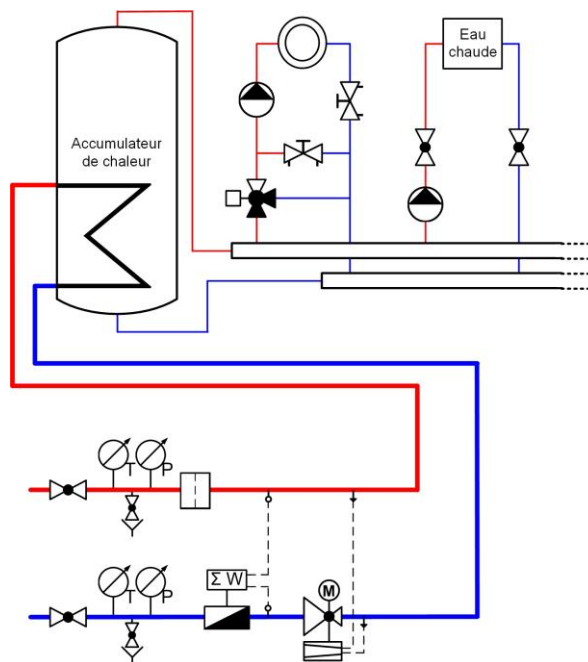 Eau
chaude
Accumulateur
de chaleur
T
P
T
P
Σ W
M